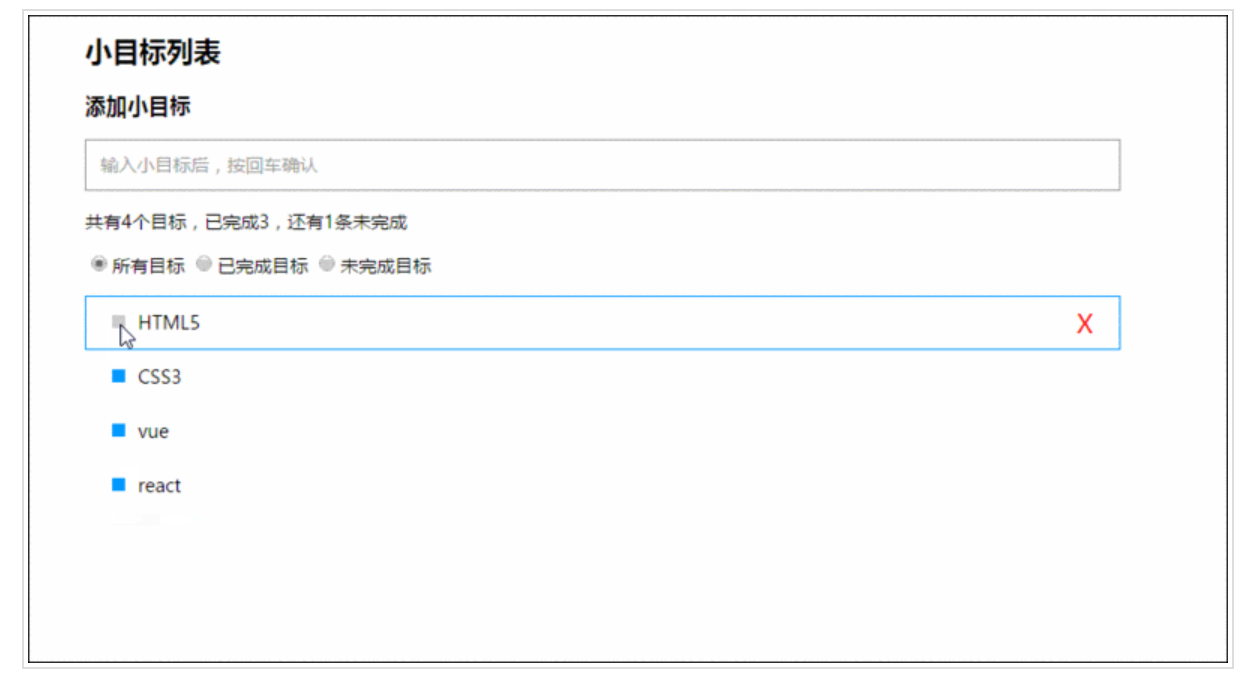 小目标列表
添加小目标
输入小目标后，按回车确认
共有4个目标，已完成3，还有1条未完成
所有目标 已完成目标 未完成目标
HTML5 X
CSS3
vue
react